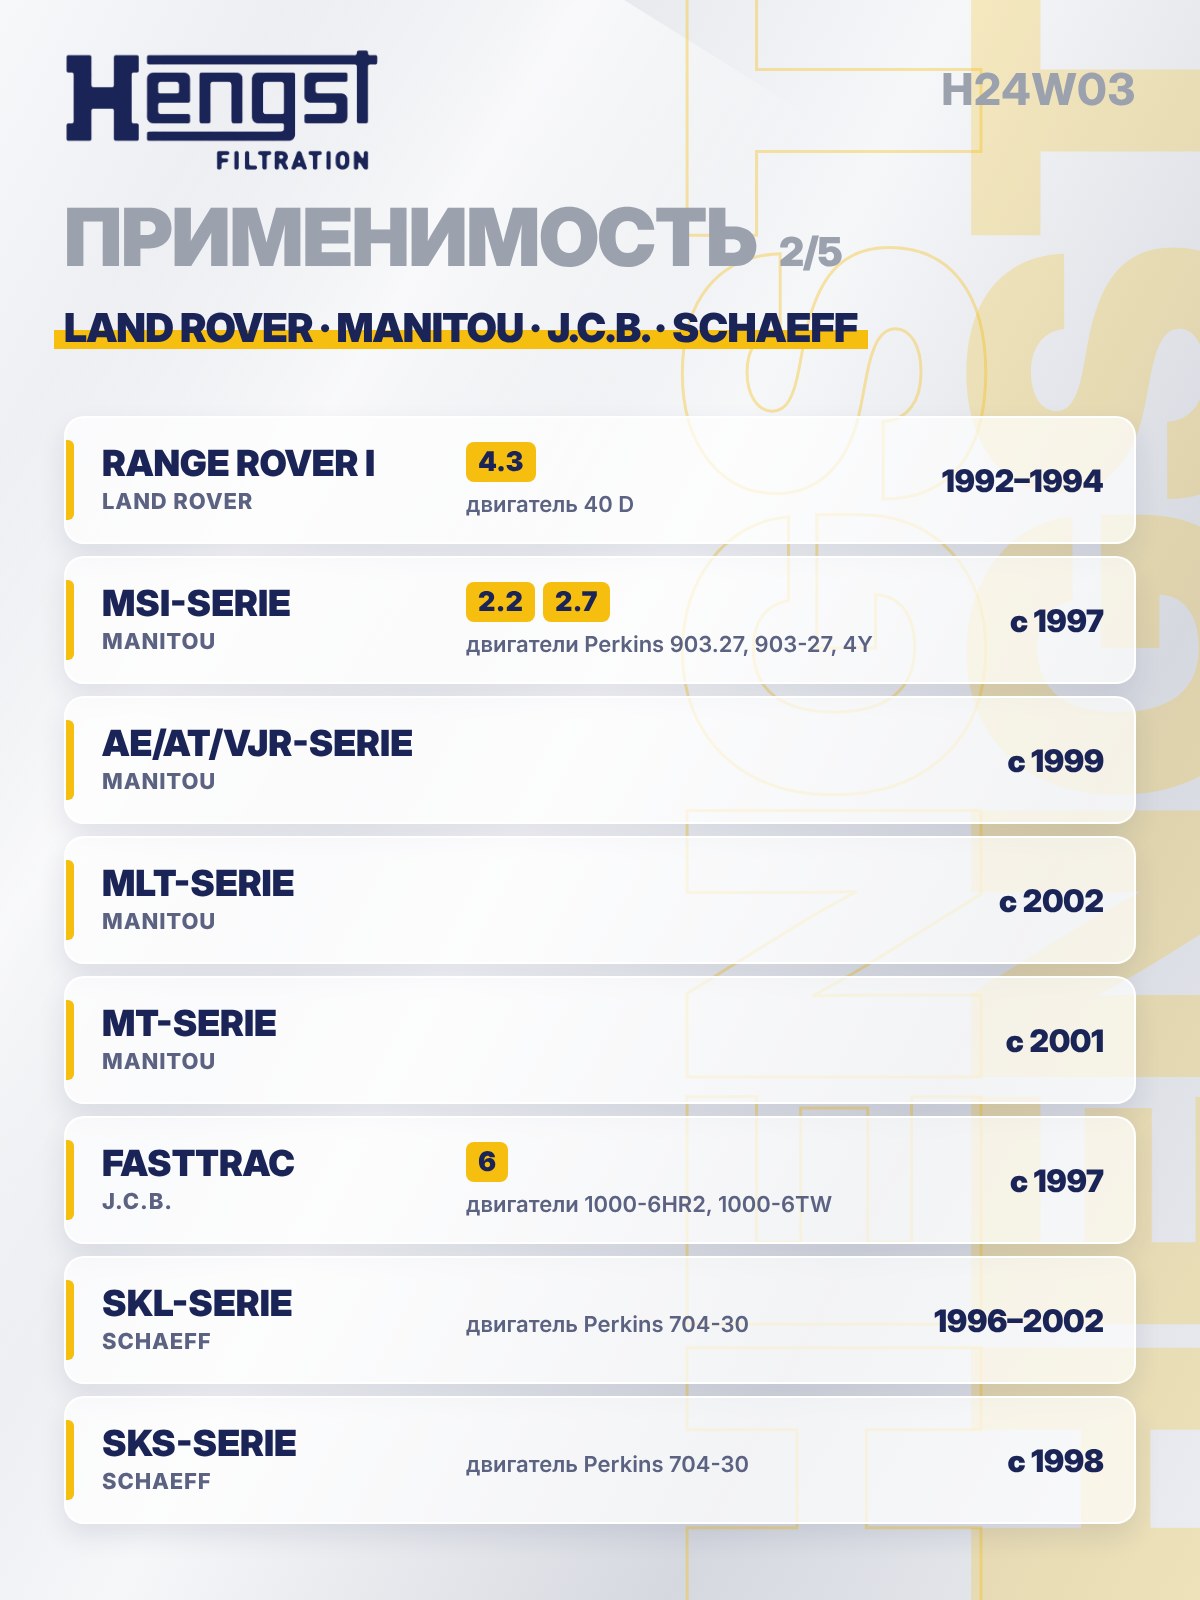 Hengst
FILTRATION
H24W03
ПРИМЕНИМОСТЬ 2/5
LAND ROVER · MANITOU · J.C.B. · SCHAEFF
RANGE ROVER I
LAND ROVER
4.3
двигатель 40 D
1992–1994
MSI-SERIE
MANITOU
2.2 2.7
двигатели Perkins 903.27, 903-27, 4Y
с 1997
AE/AT/VJR-SERIE
MANITOU
с 1999
MLT-SERIE
MANITOU
с 2002
MT-SERIE
MANITOU
с 2001
FASTTRAC
J.C.B.
6
двигатели 1000-6HR2, 1000-6TW
с 1997
SKL-SERIE
SCHAEFF
двигатель Perkins 704-30
1996–2002
SKS-SERIE
SCHAEFF
двигатель Perkins 704-30
с 1998
HENGST
HENGST